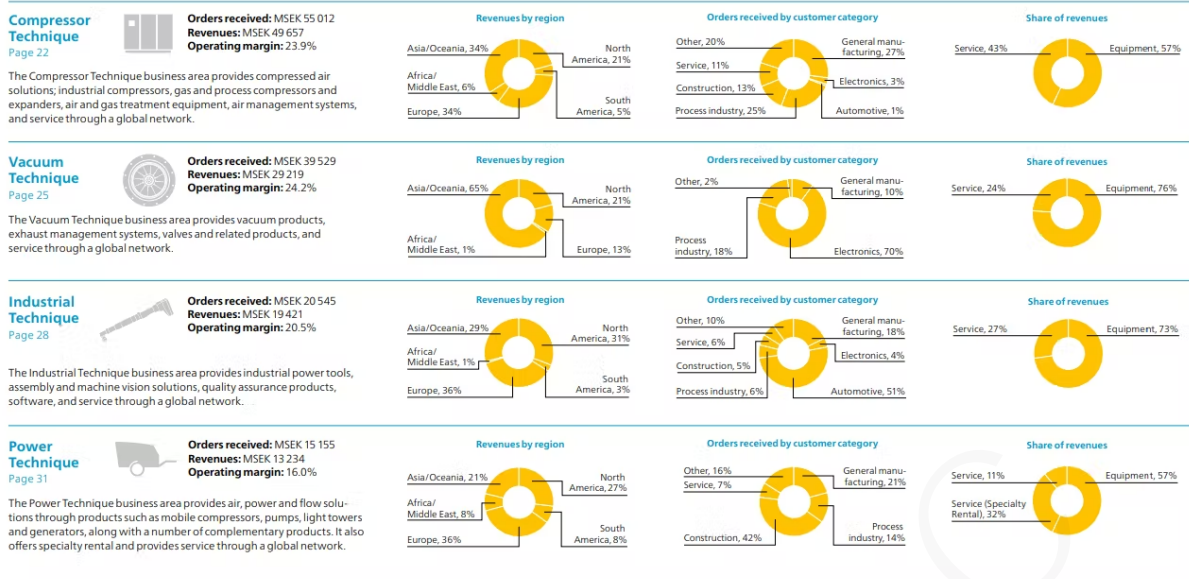 Compressor
Technique
Page 22
Orders received: MSEK 55 012
Revenues: MSEK 49 657
Operating margin: 23.9%
The Compressor Technique business area provides compressed air
solutions; industrial compressors, gas and process compressors and
expanders, air and gas treatment equipment, air management systems,
and service through a global network.
Revenues by region
Asia/Oceania, 34%
North
America, 21%
Africa/
Middle East, 6%
South
America, 5%
Europe, 34%
Orders received by customer category
Other, 20%
General manu-
facturing, 27%
Service, 11%
Electronics, 3%
Construction, 13%
Process industry, 25%
Automotive, 1%
Share of revenues
Service, 43%
Equipment, 57%
Vacuum
Technique
Page 25
Orders received: MSEK 39 529
Revenues: MSEK 29 219
Operating margin: 24.2%
The Vacuum Technique business area provides vacuum products,
exhaust management systems, valves and related products, and
service through a global network.
Revenues by region
Asia/Oceania, 65%
North
America, 21%
Africa/
Middle East, 1%
Europe, 13%
Orders received by customer category
Other, 2%
General manu-
facturing, 10%
Process
industry, 18%
Electronics, 70%
Share of revenues
Service, 24%
Equipment, 76%
Industrial
Technique
Page 28
Orders received: MSEK 20 545
Revenues: MSEK 19 421
Operating margin: 20.5%
The Industrial Technique business area provides industrial power tools,
assembly and machine vision solutions, quality assurance products,
software, and service through a global network.
Revenues by region
Asia/Oceania, 29%
North
America, 31%
Africa/
Middle East, 1%
South
America, 3%
Europe, 36%
Orders received by customer category
Other, 10%
General manu-
facturing, 18%
Service, 6%
Electronics, 4%
Construction, 5%
Process industry, 6%
Automotive, 51%
Share of revenues
Service, 27%
Equipment, 73%
Power
Technique
Page 31
Orders received: MSEK 15 155
Revenues: MSEK 13 234
Operating margin: 16.0%
The Power Technique business area provides air, power and flow solu-
tions through products such as mobile compressors, pumps, light towers
and generators, along with a number of complementary products. It also
offers specialty rental and provides service through a global network.
Revenues by region
Asia/Oceania, 21%
North
America, 27%
Africa/
Middle East, 8%
South
America, 8%
Europe, 36%
Orders received by customer category
Other, 16%
General manu-
facturing, 21%
Service, 7%
Process
industry, 14%
Construction, 42%
Share of revenues
Service, 11%
Equipment, 57%
Service (Specialty
Rental), 32%